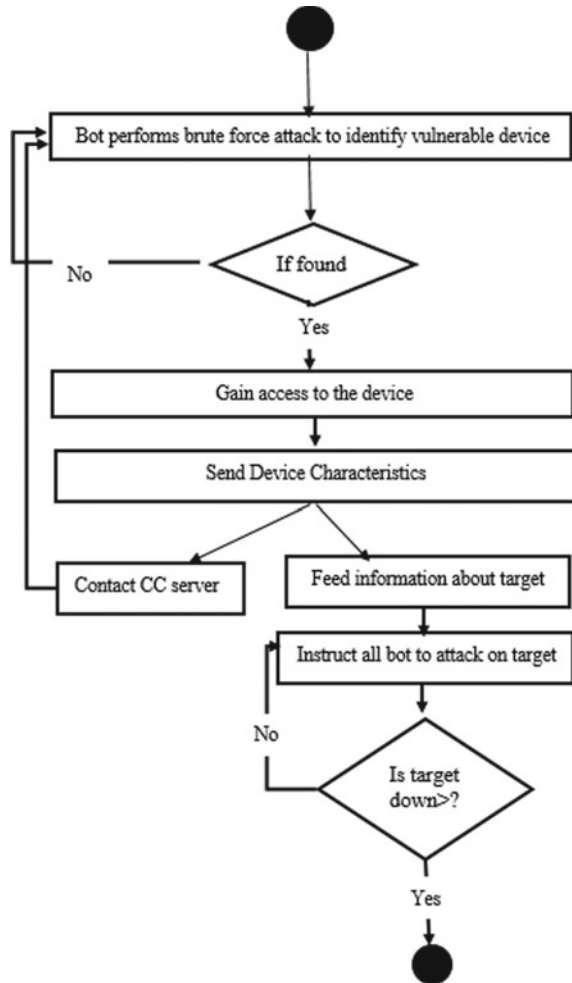 Bot performs brute force attack to identify vulnerable device
If found
No
Yes
Gain access to the device
Send Device Characteristics
Contact CC server
Feed information about target
Instruct all bot to attack on target
No
Is target
down>?
Yes